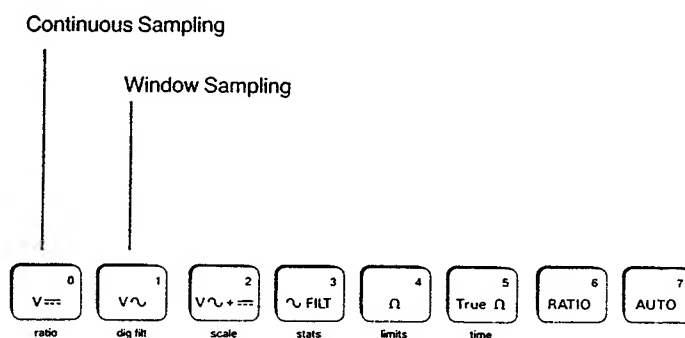 Continuous Sampling
Window Sampling
0 1 2 3 4 5 6 7
V⎓ V∿ V∿+⎓ ∿ FILT Ω True Ω RATIO AUTO
ratio dig filt scale stats limits time